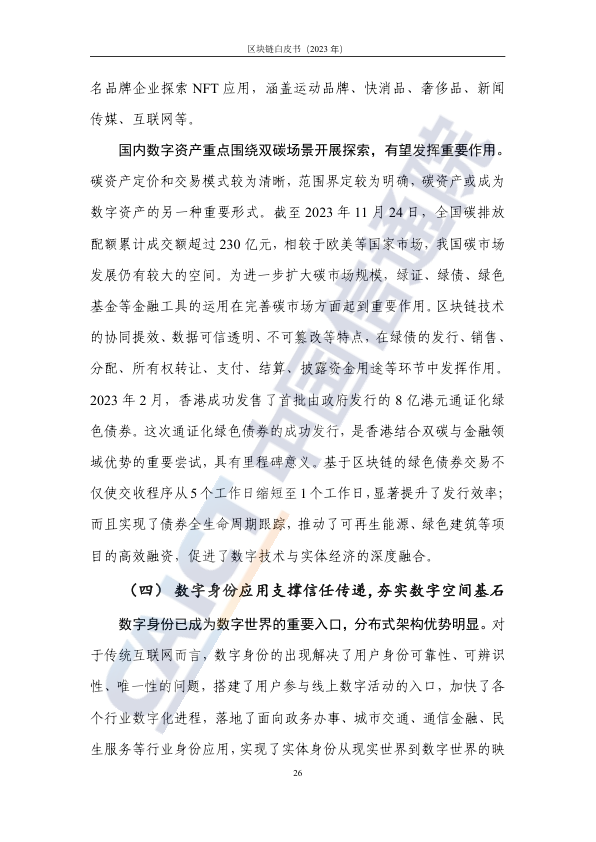 区块链白皮书（2023 年）
名品牌企业探索 NFT 应用，涵盖运动品牌、快消品、奢侈品、新闻
传媒、互联网等。
国内数字资产重点围绕双碳场景开展探索，有望发挥重要作用。
碳资产定价和交易模式较为清晰，范围界定较为明确，碳资产或成为
数字资产的另一种重要形式。截至 2023 年 11 月 24 日，全国碳排放
配额累计成交额超过 230 亿元，相较于欧美等国家市场，我国碳市场
发展仍有较大的空间。为进一步扩大碳市场规模，绿证、绿债、绿色
基金等金融工具的运用在完善碳市场方面起到重要作用。区块链技术
的协同提效、数据可信透明、不可篡改等特点，在绿债的发行、销售、
分配、所有权转让、支付、结算、披露资金用途等环节中发挥作用。
2023 年 2 月，香港成功发售了首批由政府发行的 8 亿港元通证化绿
色债券。这次通证化绿色债券的成功发行，是香港结合双碳与金融领
域优势的重要尝试，具有里程碑意义。基于区块链的绿色债券交易不
仅使交收程序从 5 个工作日缩短至 1 个工作日，显著提升了发行效率；
而且实现了债券全生命周期跟踪，推动了可再生能源、绿色建筑等项
目的高效融资，促进了数字技术与实体经济的深度融合。
（四） 数字身份应用支撑信任传递，夯实数字空间基石
数字身份已成为数字世界的重要入口，分布式架构优势明显。对
于传统互联网而言，数字身份的出现解决了用户身份可靠性、可辨识
性、唯一性的问题，搭建了用户参与线上数字活动的入口，加快了各
个行业数字化进程，落地了面向政务办事、城市交通、通信金融、民
生服务等行业身份应用，实现了实体身份从现实世界到数字世界的映
26
CAICT 中国信通院